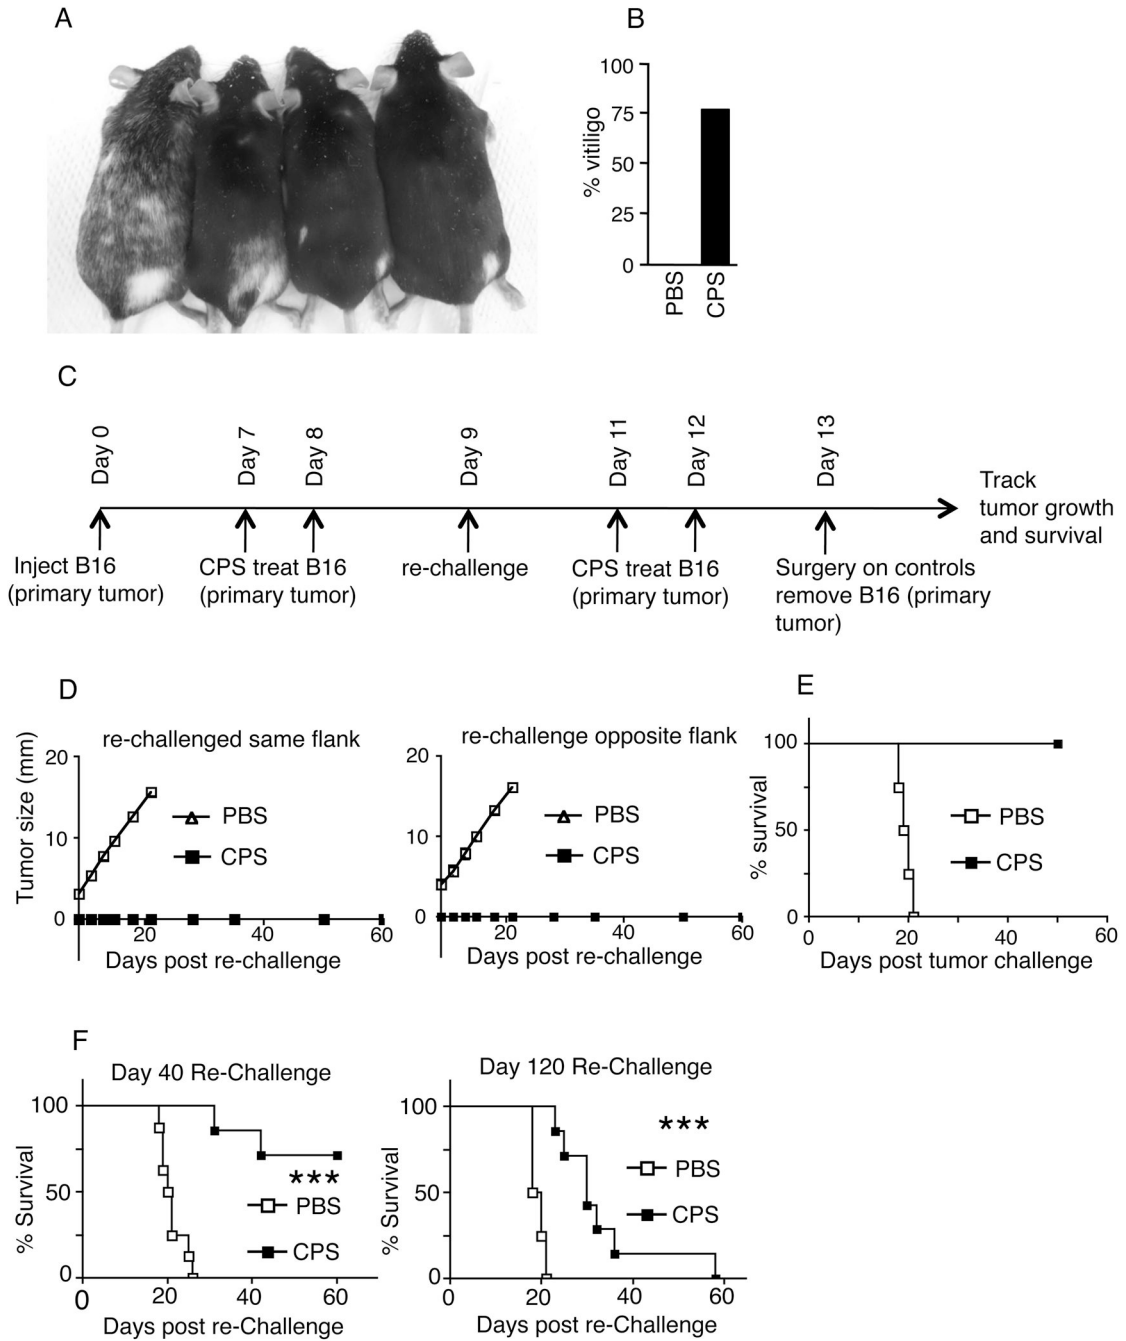 A
B
100
75
50
25
0
% vitiligo
PBS
CPS
C
Day 0
Day 7
Day 8
Day 9
Day 11
Day 12
Day 13
Track
tumor growth
and survival
Inject B16
(primary tumor)
CPS treat B16
(primary tumor)
re-challenge
CPS treat B16
(primary tumor)
Surgery on controls
remove B16 (primary
tumor)
D
re-challenged same flank
Tumor size (mm)
20
10
0
PBS
CPS
20
40
60
Days post re-challenge
re-challenge opposite flank
20
10
0
PBS
CPS
20
40
60
Days post re-challenge
E
% survival
100
50
0
PBS
CPS
0
20
40
60
Days post tumor challenge
F
Day 40 Re-Challenge
% Survival
100
50
0
***
PBS
CPS
0
20
40
60
Days post re-Challenge
Day 120 Re-Challenge
% Survival
100
50
0
***
PBS
CPS
0
20
40
60
Days post re-Challenge